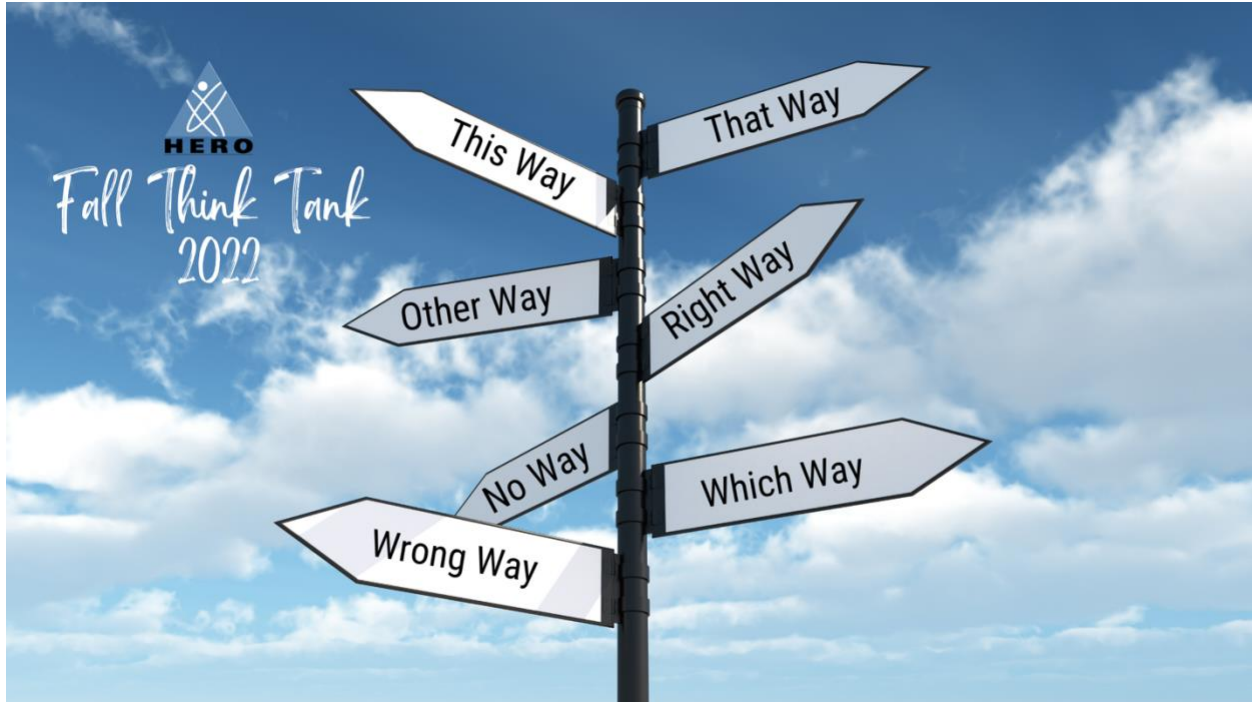 HERO
Fall Think Tank
2022
This Way
That Way
Other Way
Right Way
No Way
Which Way
Wrong Way